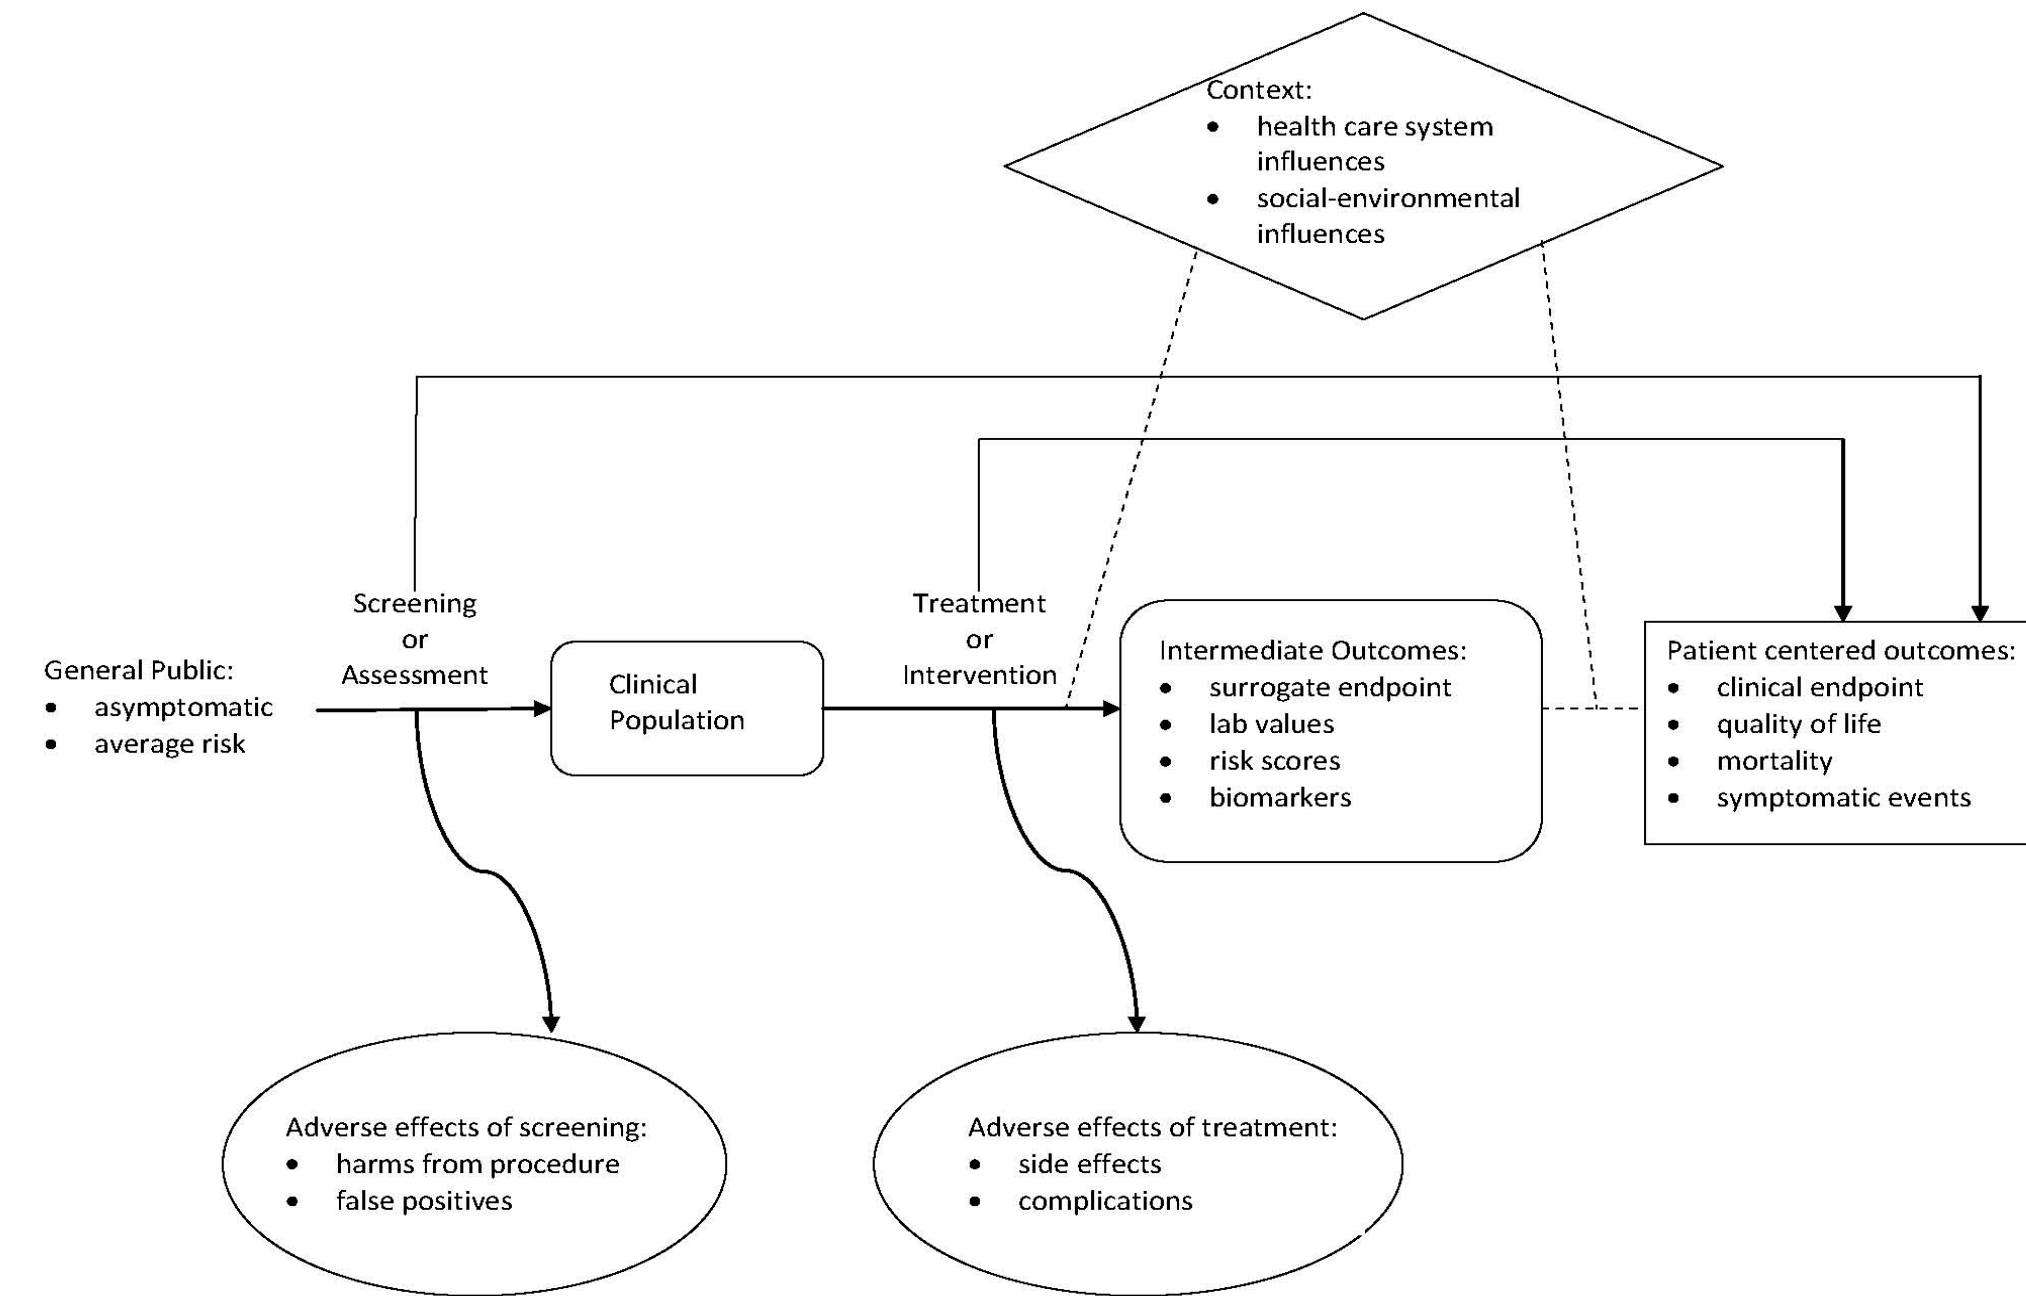 Context:
• health care system
influences
• social-environmental
influences
Screening
or
Assessment
Treatment
or
Intervention
General Public:
• asymptomatic
• average risk
Clinical
Population
Intermediate Outcomes:
• surrogate endpoint
• lab values
• risk scores
• biomarkers
Patient centered outcomes:
• clinical endpoint
• quality of life
• mortality
• symptomatic events
Adverse effects of screening:
• harms from procedure
• false positives
Adverse effects of treatment:
• side effects
• complications